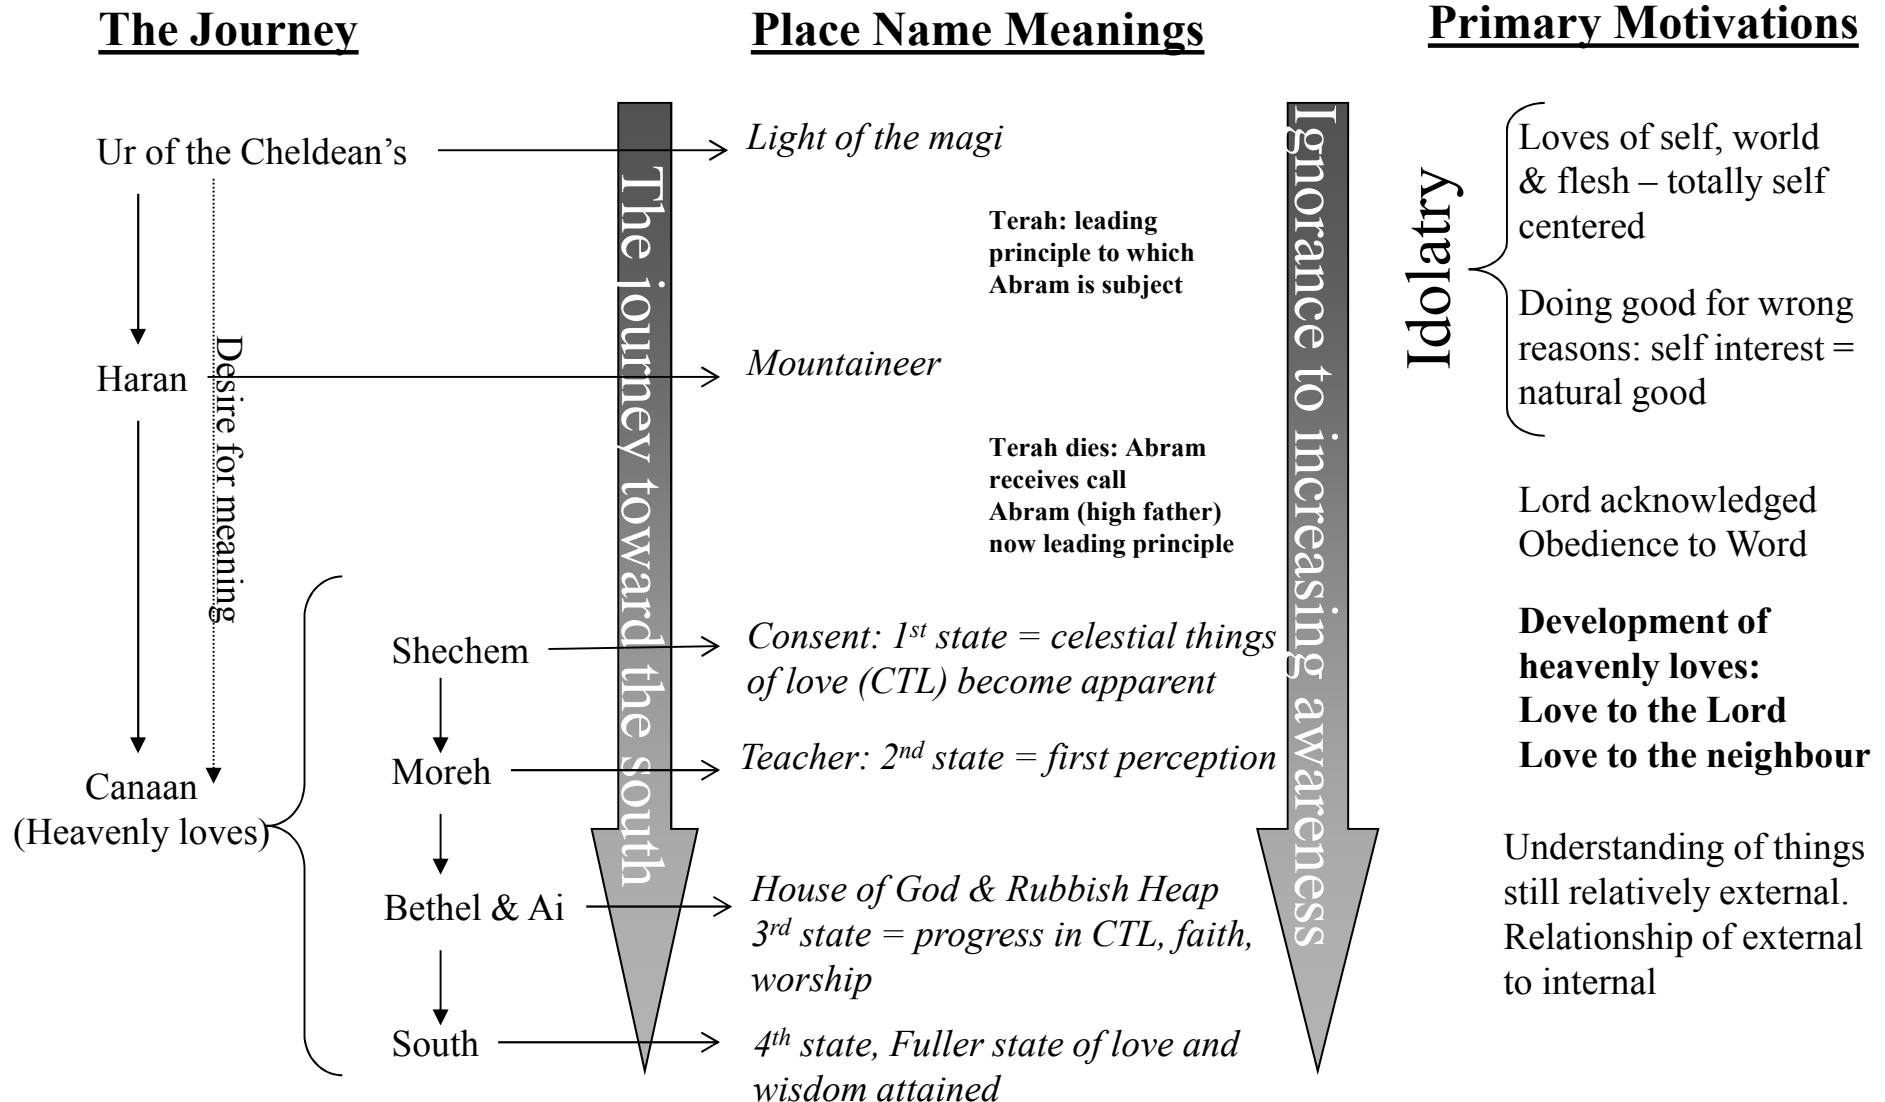 The Journey
Place Name Meanings
Primary Motivations
Ur of the Cheldean’s
Haran
Canaan
(Heavenly loves)
Desire for meaning
Shechem
Moreh
Bethel & Ai
South
The journey toward the south
Light of the magi
Terah: leading
principle to which
Abram is subject
Mountaineer
Terah dies: Abram
receives call
Abram (high father)
now leading principle
Consent: 1st state = celestial things
of love (CTL) become apparent
Teacher: 2nd state = first perception
House of God & Rubbish Heap
3rd state = progress in CTL, faith,
worship
4th state, Fuller state of love and
wisdom attained
Ignorance to increasing awareness
Idolatry
Loves of self, world
& flesh – totally self
centered
Doing good for wrong
reasons: self interest =
natural good
Lord acknowledged
Obedience to Word
Development of
heavenly loves:
Love to the Lord
Love to the neighbour
Understanding of things
still relatively external.
Relationship of external
to internal